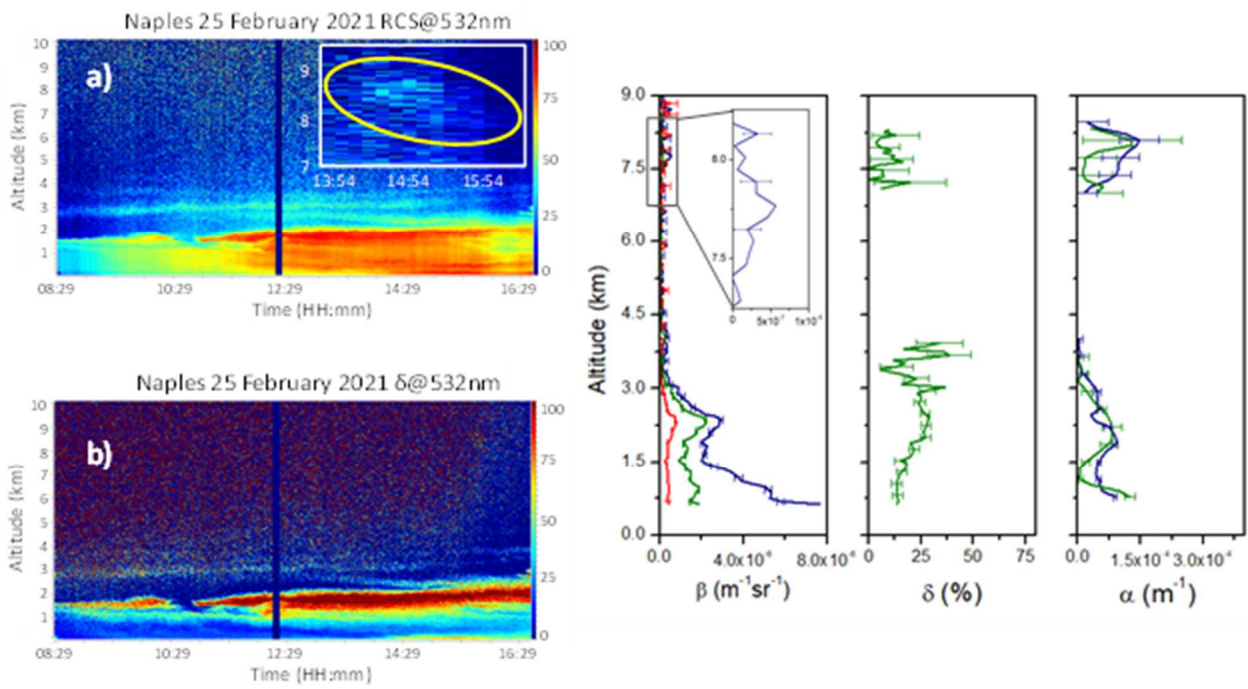 Naples 25 February 2021 RCS@532nm
a)
Altitude (km)
10
9
8
7
6
5
4
3
2
1
9
8
7
13:54 14:54 15:54
100
75
50
25
0
08:29 10:29 12:29 14:29 16:29
Time (HH:mm)
Naples 25 February 2021 δ@532nm
b)
Altitude (km)
10
9
8
7
6
5
4
3
2
1
100
75
50
25
0
08:29 10:29 12:29 14:29 16:29
Time (HH:mm)
Altitude (km)
9.0
7.5
6.0
4.5
3.0
1.5
0.0
8.0
7.5
0
0.0 4.0x10⁻⁶ 8.0x10⁻⁶
β (m⁻¹sr⁻¹)
0 25 50 75
δ (%)
0.0 1.5x10⁻⁴ 3.0x10⁻⁴
α (m⁻¹)